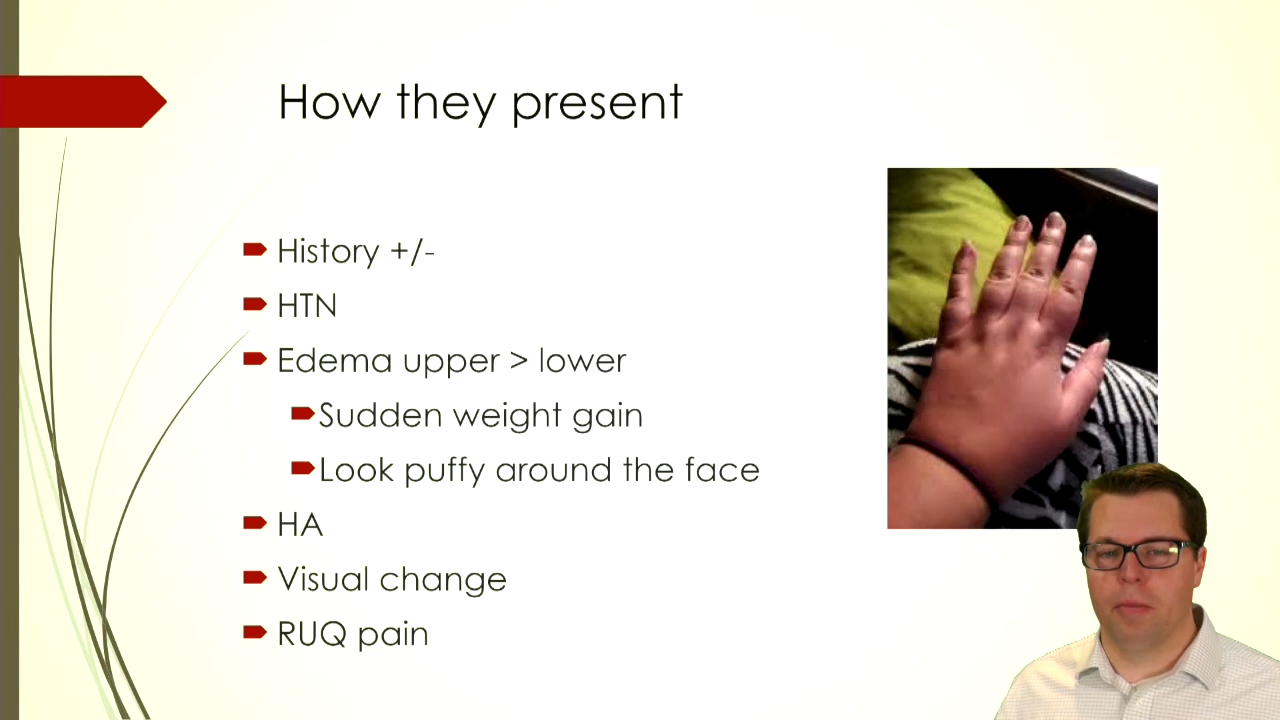 How they present
History +/-
HTN
Edema upper > lower
Sudden weight gain
Look puffy around the face
HA
Visual change
RUQ pain